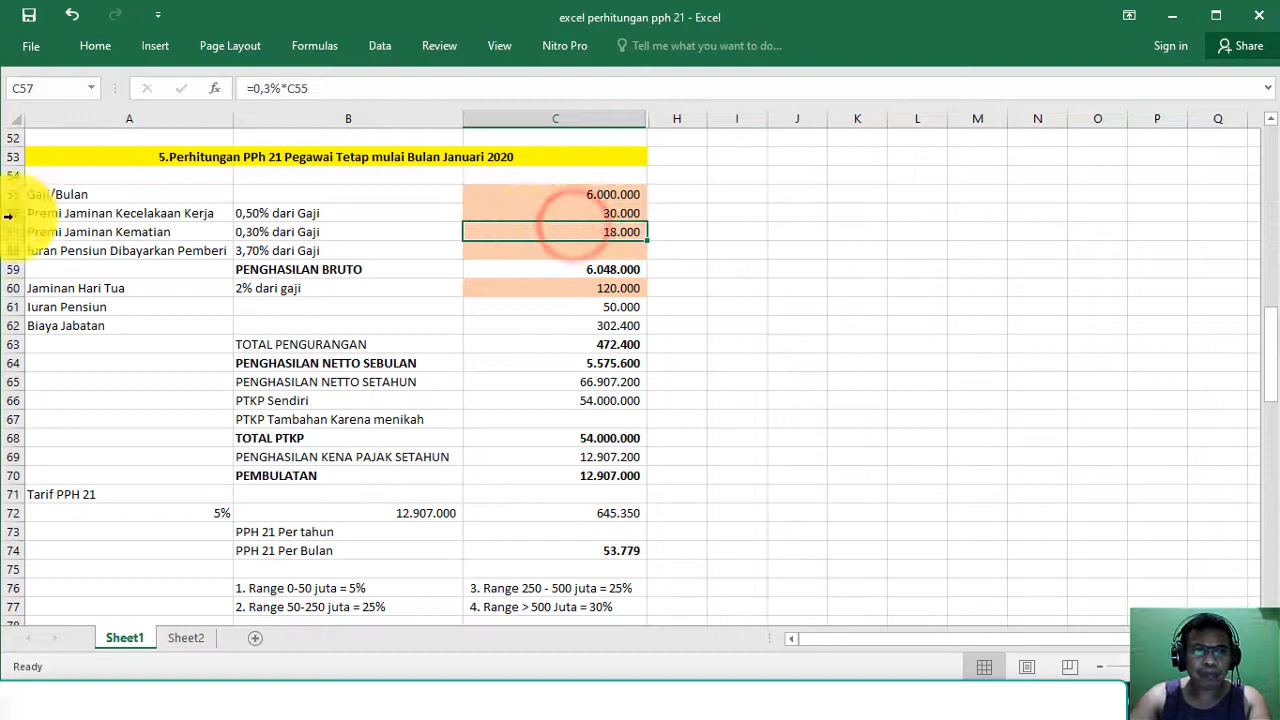 excel perhitungan pph 21 - Excel
File Home Insert Page Layout Formulas Data Review View Nitro Pro Tell me what you want to do... Sign in Share
C57 fx =0,3%*C55
A B C H I J K L M N O P Q
52
53 5.Perhitungan PPh 21 Pegawai Tetap mulai Bulan Januari 2020
54
55 Gaji/Bulan 6.000.000
Premi Jaminan Kecelakaan Kerja 0,50% dari Gaji 30.000
Premi Jaminan Kematian 0,30% dari Gaji 18.000
58 Iuran Pensiun Dibayarkan Pemberi 3,70% dari Gaji
59 PENGHASILAN BRUTO 6.048.000
60 Jaminan Hari Tua 2% dari gaji 120.000
61 Iuran Pensiun 50.000
62 Biaya Jabatan 302.400
63 TOTAL PENGURANGAN 472.400
64 PENGHASILAN NETTO SEBULAN 5.575.600
65 PENGHASILAN NETTO SETAHUN 66.907.200
66 PTKP Sendiri 54.000.000
67 PTKP Tambahan Karena menikah
68 TOTAL PTKP 54.000.000
69 PENGHASILAN KENA PAJAK SETAHUN 12.907.200
70 PEMBULATAN 12.907.000
71 Tarif PPH 21
72 5% 12.907.000 645.350
73 PPH 21 Per tahun
74 PPH 21 Per Bulan 53.779
75
76 1. Range 0-50 juta = 5% 3. Range 250 - 500 juta = 25%
77 2. Range 50-250 juta = 25% 4. Range > 500 Juta = 30%
Sheet1 Sheet2
Ready